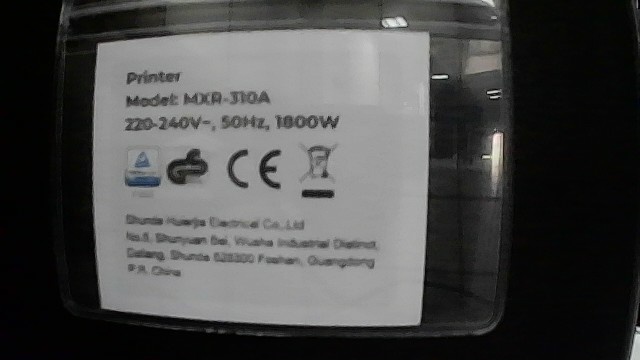 Printer
Model: MXR-310A
220-240V~, 50Hz, 1800W
CE
Shunde Huaejia Electrical Co., Ltd
No.5, Shunyuan Bei, Wusha Industrial District,
Daliang, Shunde 528300 Foshan, Guangdong
P.R. China